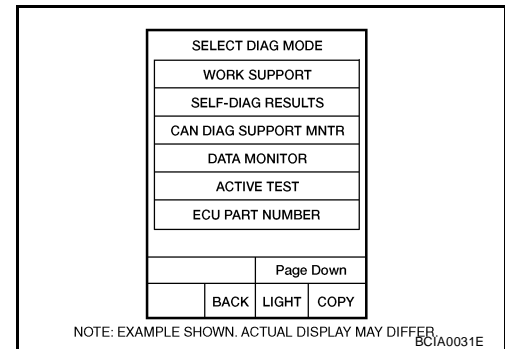 SELECT DIAG MODE
WORK SUPPORT
SELF-DIAG RESULTS
CAN DIAG SUPPORT MNTR
DATA MONITOR
ACTIVE TEST
ECU PART NUMBER
Page Down
BACK LIGHT COPY
NOTE: EXAMPLE SHOWN. ACTUAL DISPLAY MAY DIFFER.
BCIA0031E